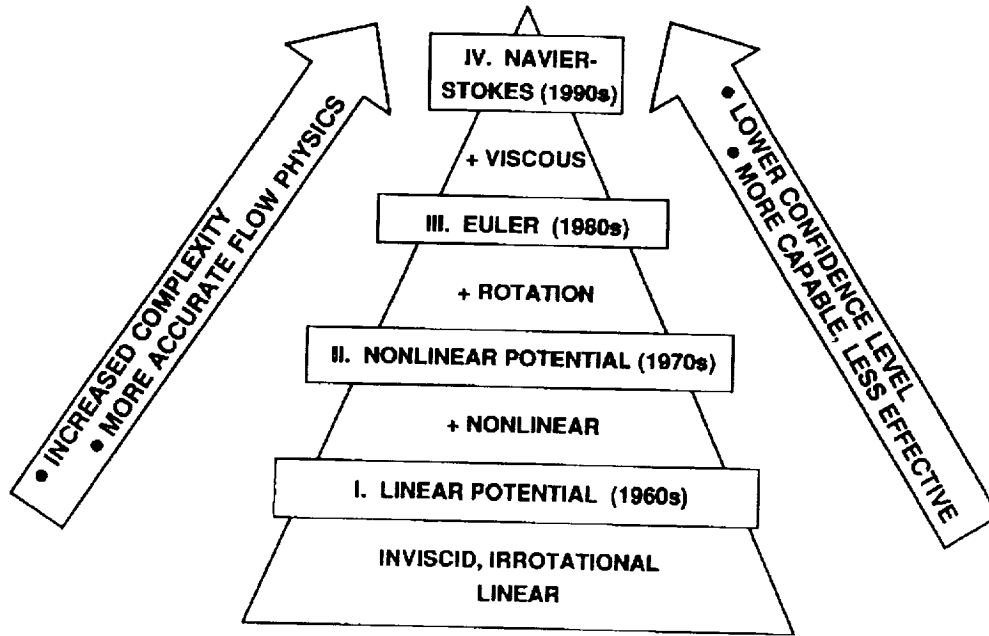 IV. NAVIER-
STOKES (1990s)
+ VISCOUS
III. EULER (1980s)
+ ROTATION
II. NONLINEAR POTENTIAL (1970s)
+ NONLINEAR
I. LINEAR POTENTIAL (1960s)
INVISCID, IRROTATIONAL
LINEAR
• INCREASED COMPLEXITY
• MORE ACCURATE FLOW PHYSICS
• LOWER CONFIDENCE LEVEL
• MORE CAPABLE, LESS EFFECTIVE